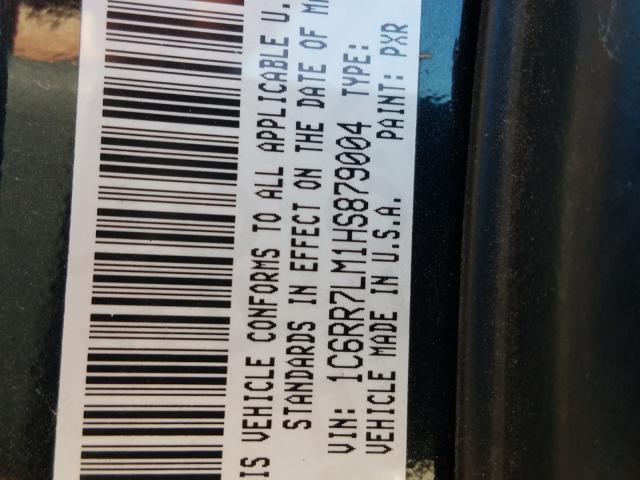 IS VEHICLE CONFORMS TO ALL APPLICABLE U.
STANDARDS IN EFFECT ON THE DATE OF
VIN: 1C6RR7LM1HS879004 TYPE:
VEHICLE MADE IN U.S.A. PAINT: PXR